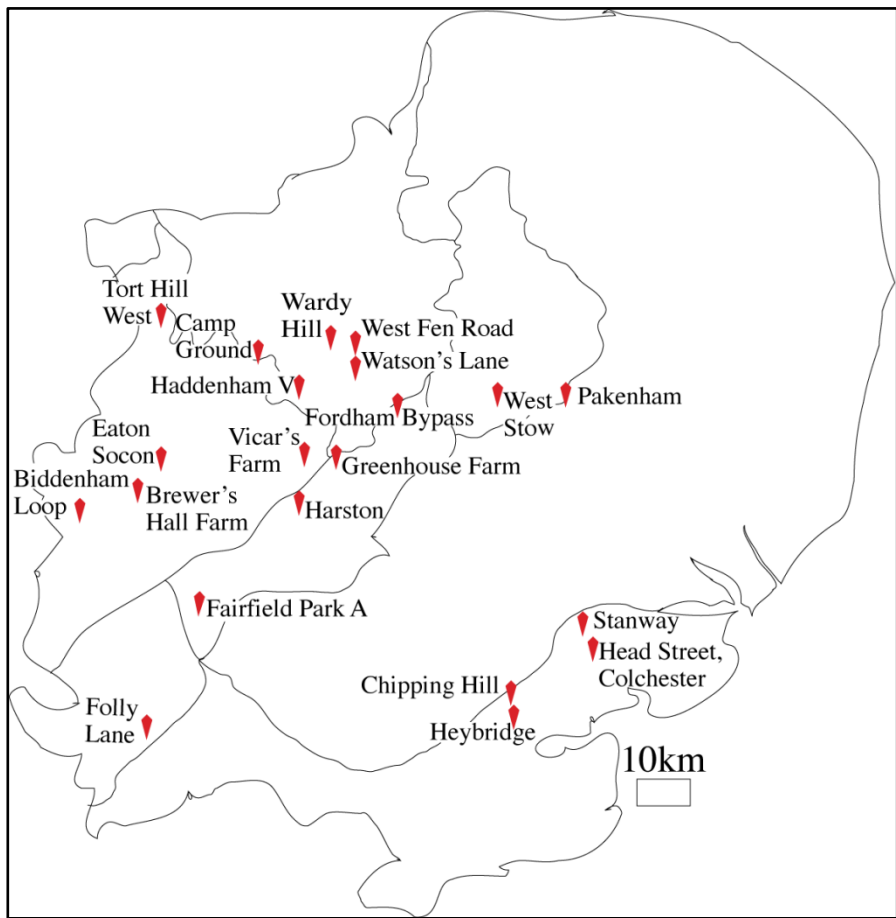 Tort Hill
West
Camp
Ground
Wardy
Hill
West Fen Road
Watson's Lane
Haddenham V
Fordham Bypass
West
Stow
Pakenham
Eaton
Socon
Vicar's
Farm
Greenhouse Farm
Biddenham
Loop
Brewer's
Hall Farm
Harston
Fairfield Park A
Stanway
Head Street,
Colchester
Chipping Hill
Heybridge
Folly
Lane
10km